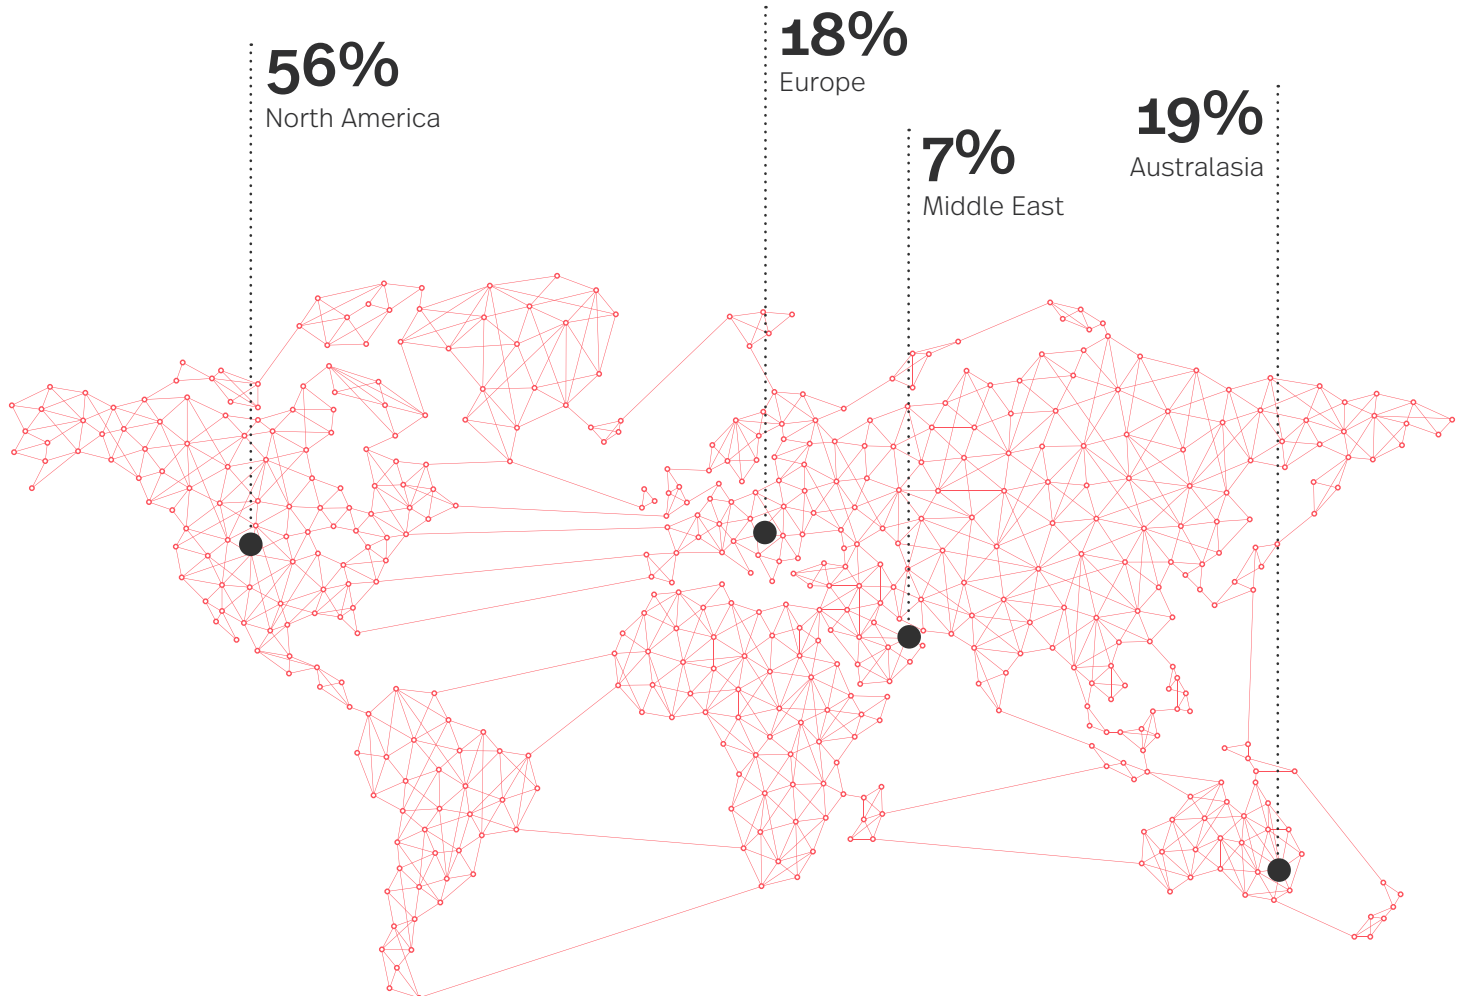 56%
North America
18%
Europe
7%
Middle East
19%
Australasia